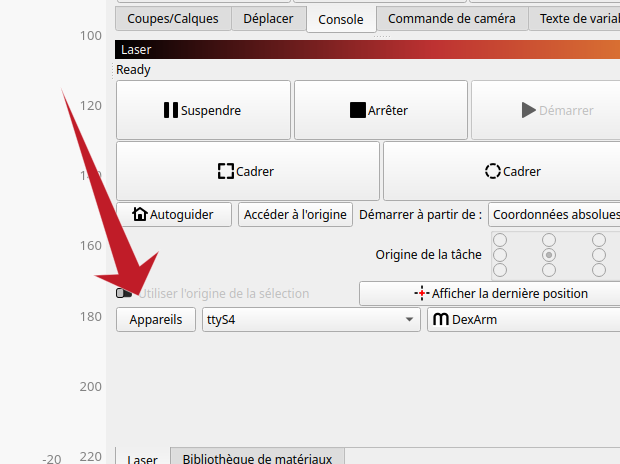 Coupes/Calques Déplacer Console Commande de caméra Texte de varia
100
Laser
Ready
120
Suspendre Arrêter Démarrer
Cadrer Cadrer
Autoguider Accéder à l'origine Démarrer à partir de : Coordonnées absolues
160
Origine de la tâche
Utiliser l'origine de la sélection Afficher la dernière position
180
Appareils ttyS4 DexArm
200
-20 220
Laser Bibliothèque de matériaux